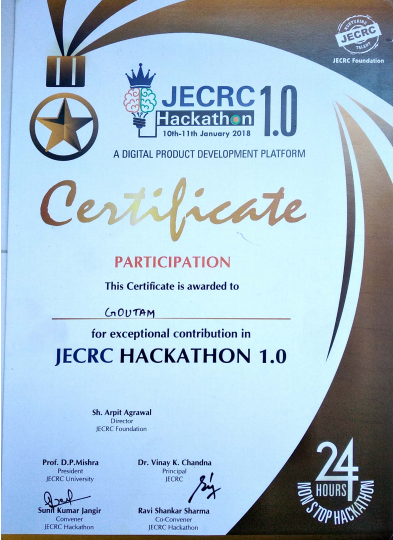 NURTURING
JECRC
TALENT
JECRC Foundation
JECRC
Hackathon
1.0
10th-11th January 2018
A DIGITAL PRODUCT DEVELOPMENT PLATFORM
Certificate
PARTICIPATION
This Certificate is awarded to
GOUTAM
for exceptional contribution in
JECRC HACKATHON 1.0
Sh. Arpit Agrawal
Director
JECRC Foundation
Prof. D.P.Mishra
President
JECRC University
Dr. Vinay K. Chandna
Principal
JECRC
Sunil Kumar Jangir
Convener
JECRC Hackathon
Ravi Shankar Sharma
Co-Convener
JECRC Hackathon
24
HOURS
NON STOP HACKATHON